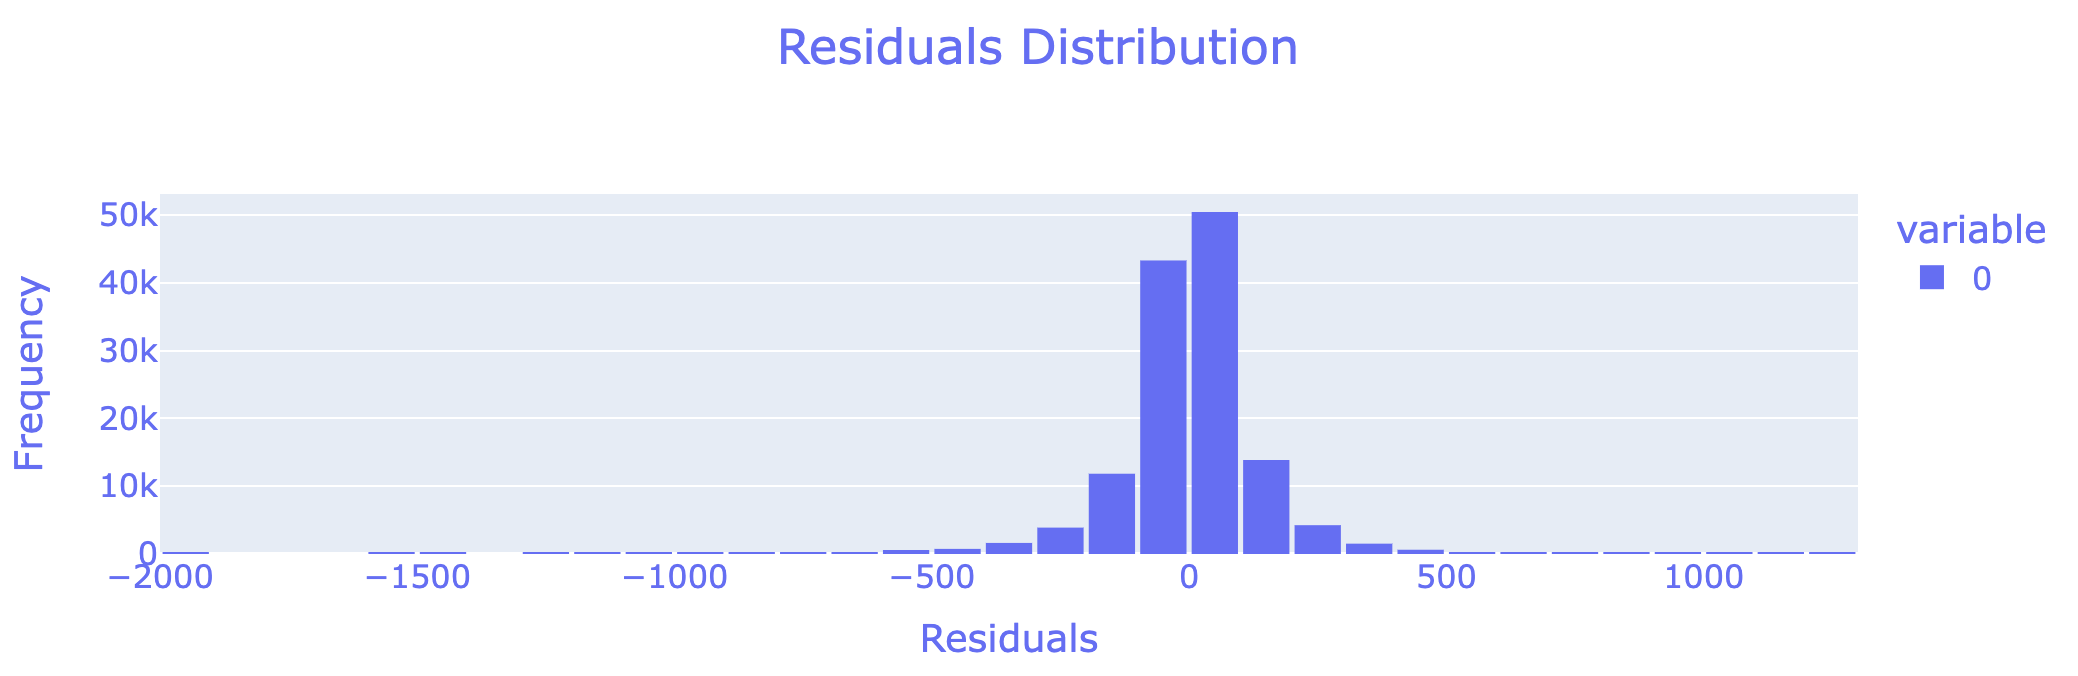 Residuals Distribution
50k
40k
30k
20k
10k
0
Frequency
−2000 −1500 −1000 −500 0 500 1000
Residuals
variable
0